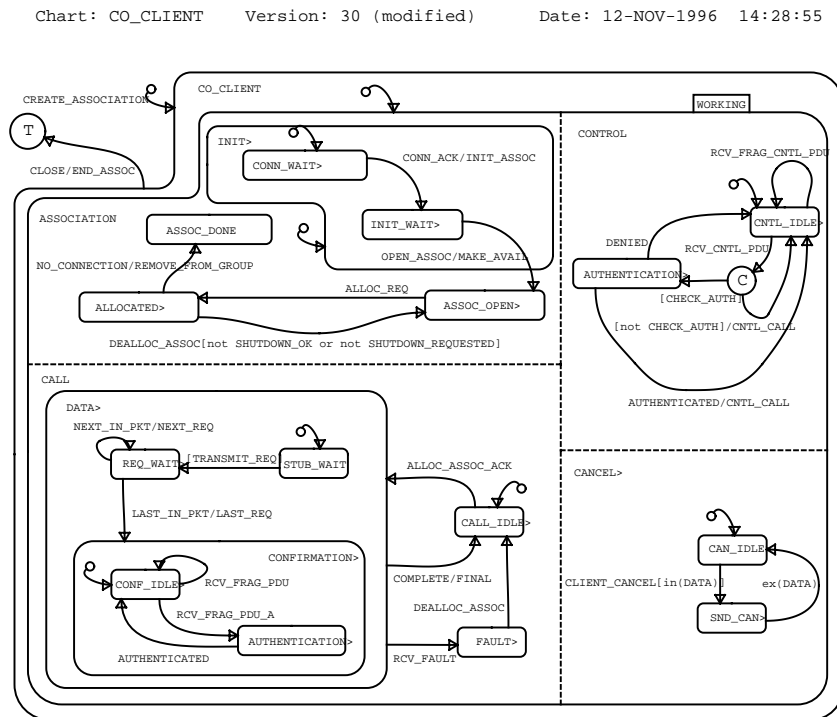 Chart: CO_CLIENT Version: 30 (modified) Date: 12-NOV-1996 14:28:55
CO_CLIENT
CREATE_ASSOCIATION
WORKING
T
CLOSE/END_ASSOC
INIT>
CONN_WAIT>
CONN_ACK/INIT_ASSOC
INIT_WAIT>
OPEN_ASSOC/MAKE_AVAIL
ASSOCIATION
ASSOC_DONE
NO_CONNECTION/REMOVE_FROM_GROUP
ALLOC_REQ
ALLOCATED>
ASSOC_OPEN>
DEALLOC_ASSOC[not SHUTDOWN_OK or not SHUTDOWN_REQUESTED]
CONTROL
RCV_FRAG_CNTL_PDU
CNTL_IDLE>
DENIED
RCV_CNTL_PDU
AUTHENTICATION>
C
[CHECK_AUTH]
[not CHECK_AUTH]/CNTL_CALL
AUTHENTICATED/CNTL_CALL
CALL
DATA>
NEXT_IN_PKT/NEXT_REQ
REQ_WAIT>
[TRANSMIT_REQ]
STUB_WAIT
LAST_IN_PKT/LAST_REQ
CONFIRMATION>
CONF_IDLE>
RCV_FRAG_PDU
RCV_FRAG_PDU_A
AUTHENTICATION>
AUTHENTICATED
ALLOC_ASSOC_ACK
CALL_IDLE>
COMPLETE/FINAL
DEALLOC_ASSOC
FAULT>
RCV_FAULT
CANCEL>
CAN_IDLE
CLIENT_CANCEL[in(DATA)]
ex(DATA)
SND_CAN>